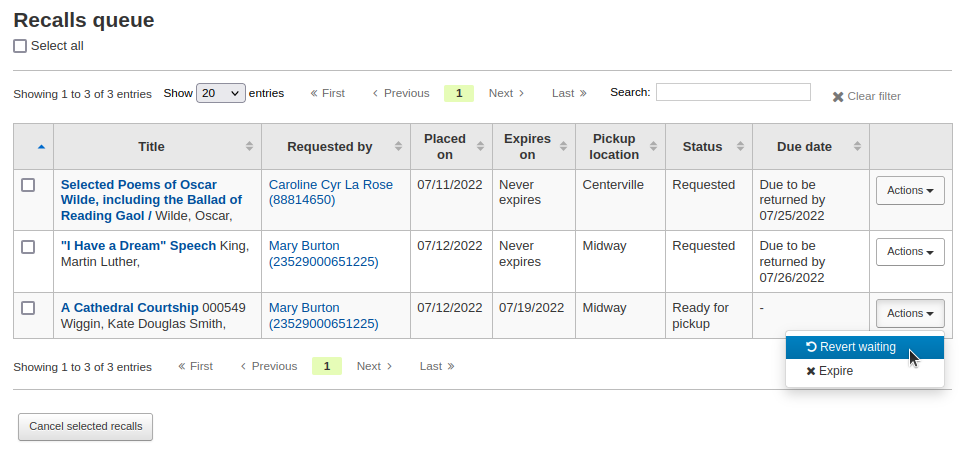 Recalls queue
Select all
Showing 1 to 3 of 3 entries Show 20 entries « First ‹ Previous 1 Next › Last » Search: Clear filter
Title Requested by Placed on Expires on Pickup location Status Due date
Selected Poems of Oscar Wilde, including the Ballad of Reading Gaol / Wilde, Oscar, Caroline Cyr La Rose (88814650) 07/11/2022 Never expires Centerville Requested Due to be returned by 07/25/2022 Actions
"I Have a Dream" Speech King, Martin Luther, Mary Burton (23529000651225) 07/12/2022 Never expires Midway Requested Due to be returned by 07/26/2022 Actions
A Cathedral Courtship 000549 Wiggin, Kate Douglas Smith, Mary Burton (23529000651225) 07/12/2022 07/19/2022 Midway Ready for pickup - Actions
Revert waiting
Expire
Showing 1 to 3 of 3 entries « First ‹ Previous 1 Next › Last »
Cancel selected recalls